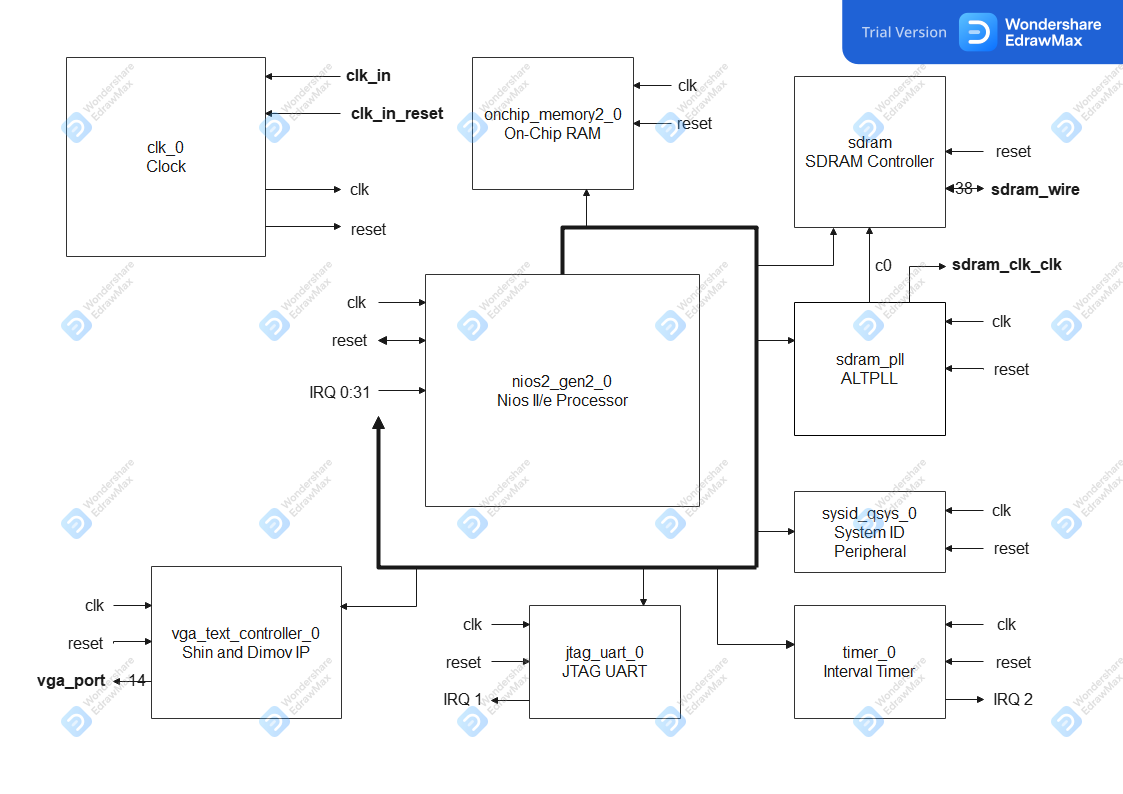 Trial Version
Wondershare
EdrawMax
clk_0
Clock
clk_in
clk_in_reset
clk
reset
onchip_memory2_0
On-Chip RAM
clk
reset
sdram
SDRAM Controller
reset
38
sdram_wire
c0
sdram_clk_clk
sdram_pll
ALTPLL
clk
reset
clk
reset
IRQ 0:31
nios2_gen2_0
Nios II/e Processor
sysid_qsys_0
System ID
Peripheral
clk
reset
clk
reset
vga_port
14
vga_text_controller_0
Shin and Dimov IP
clk
reset
IRQ 1
jtag_uart_0
JTAG UART
timer_0
Interval Timer
clk
reset
IRQ 2
Wondershare
EdrawMax